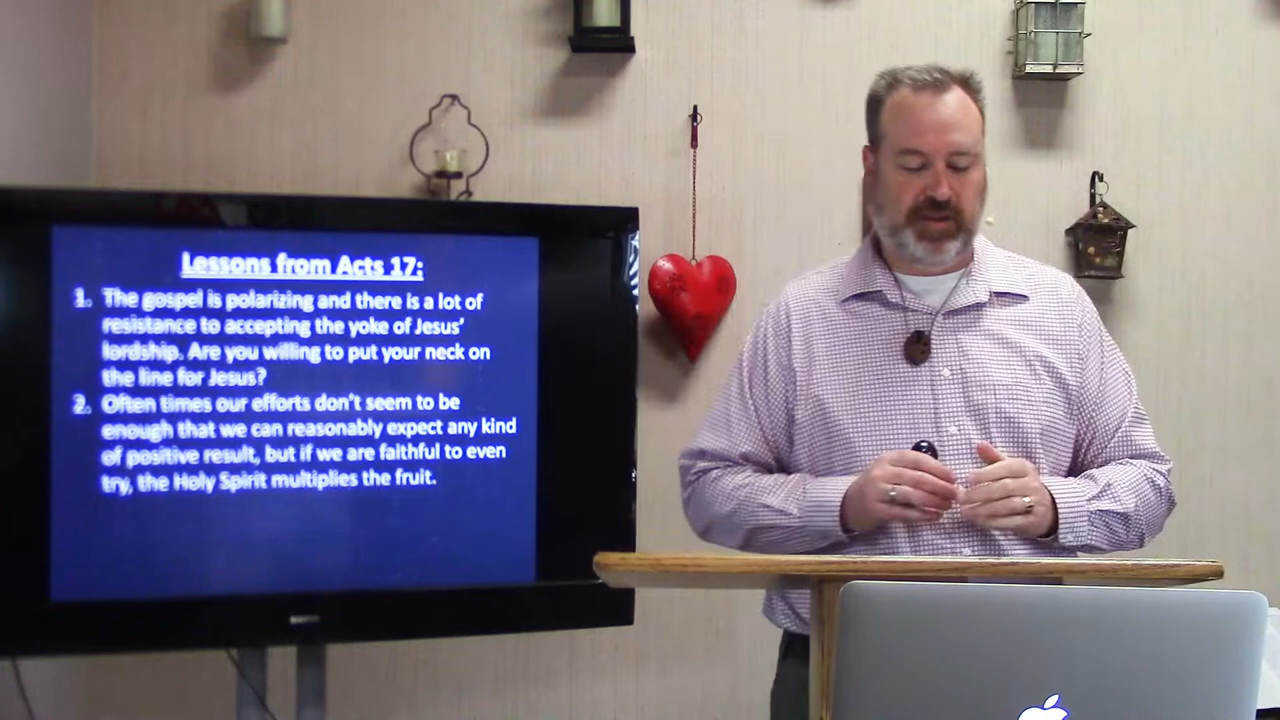 Lessons from Acts 17:
1. The gospel is polarizing and there is a lot of
resistance to accepting the yoke of Jesus'
lordship. Are you willing to put your neck on
the line for Jesus?
2. Often times our efforts don't seem to be
enough that we can reasonably expect any kind
of positive result, but if we are faithful to even
try, the Holy Spirit multiplies the fruit.